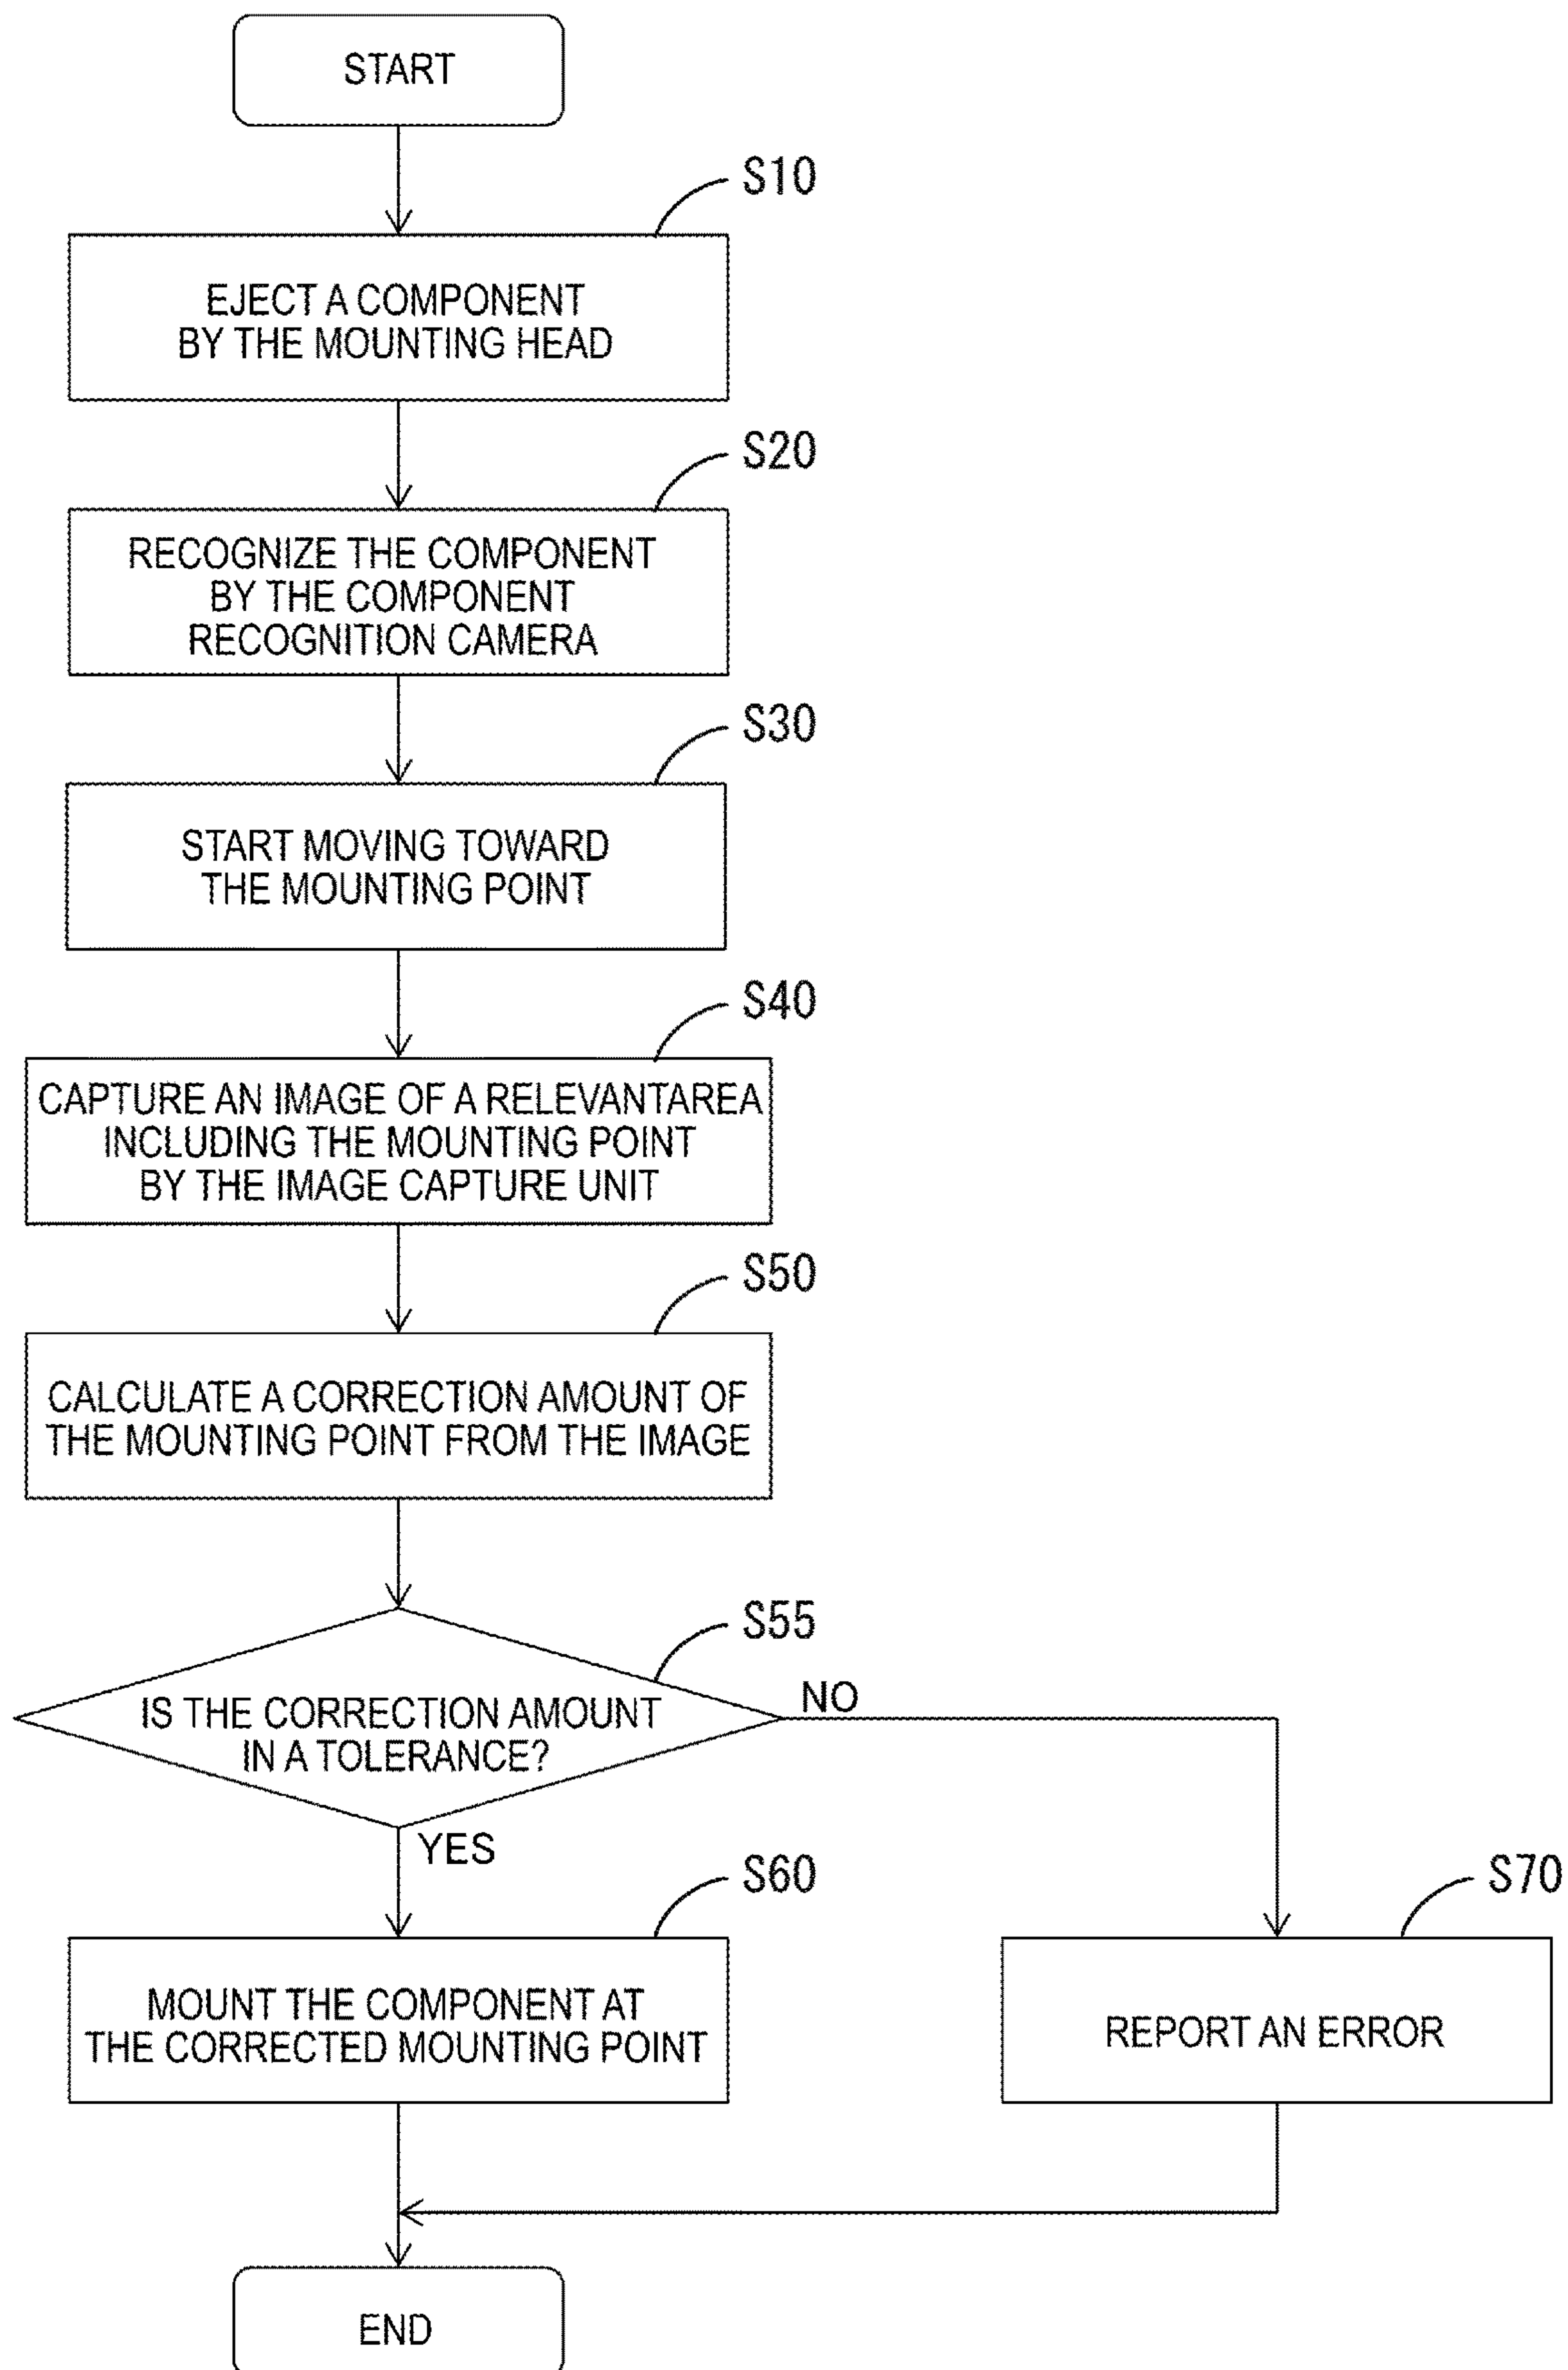 START
S10
EJECT A COMPONENT
BY THE MOUNTING HEAD
S20
RECOGNIZE THE COMPONENT
BY THE COMPONENT
RECOGNITION CAMERA
S30
START MOVING TOWARD
THE MOUNTING POINT
S40
CAPTURE AN IMAGE OF A RELEVANTAREA
INCLUDING THE MOUNTING POINT
BY THE IMAGE CAPTURE UNIT
S50
CALCULATE A CORRECTION AMOUNT OF
THE MOUNTING POINT FROM THE IMAGE
S55
IS THE CORRECTION AMOUNT
IN A TOLERANCE?
NO
YES
S60
MOUNT THE COMPONENT AT
THE CORRECTED MOUNTING POINT
S70
REPORT AN ERROR
END